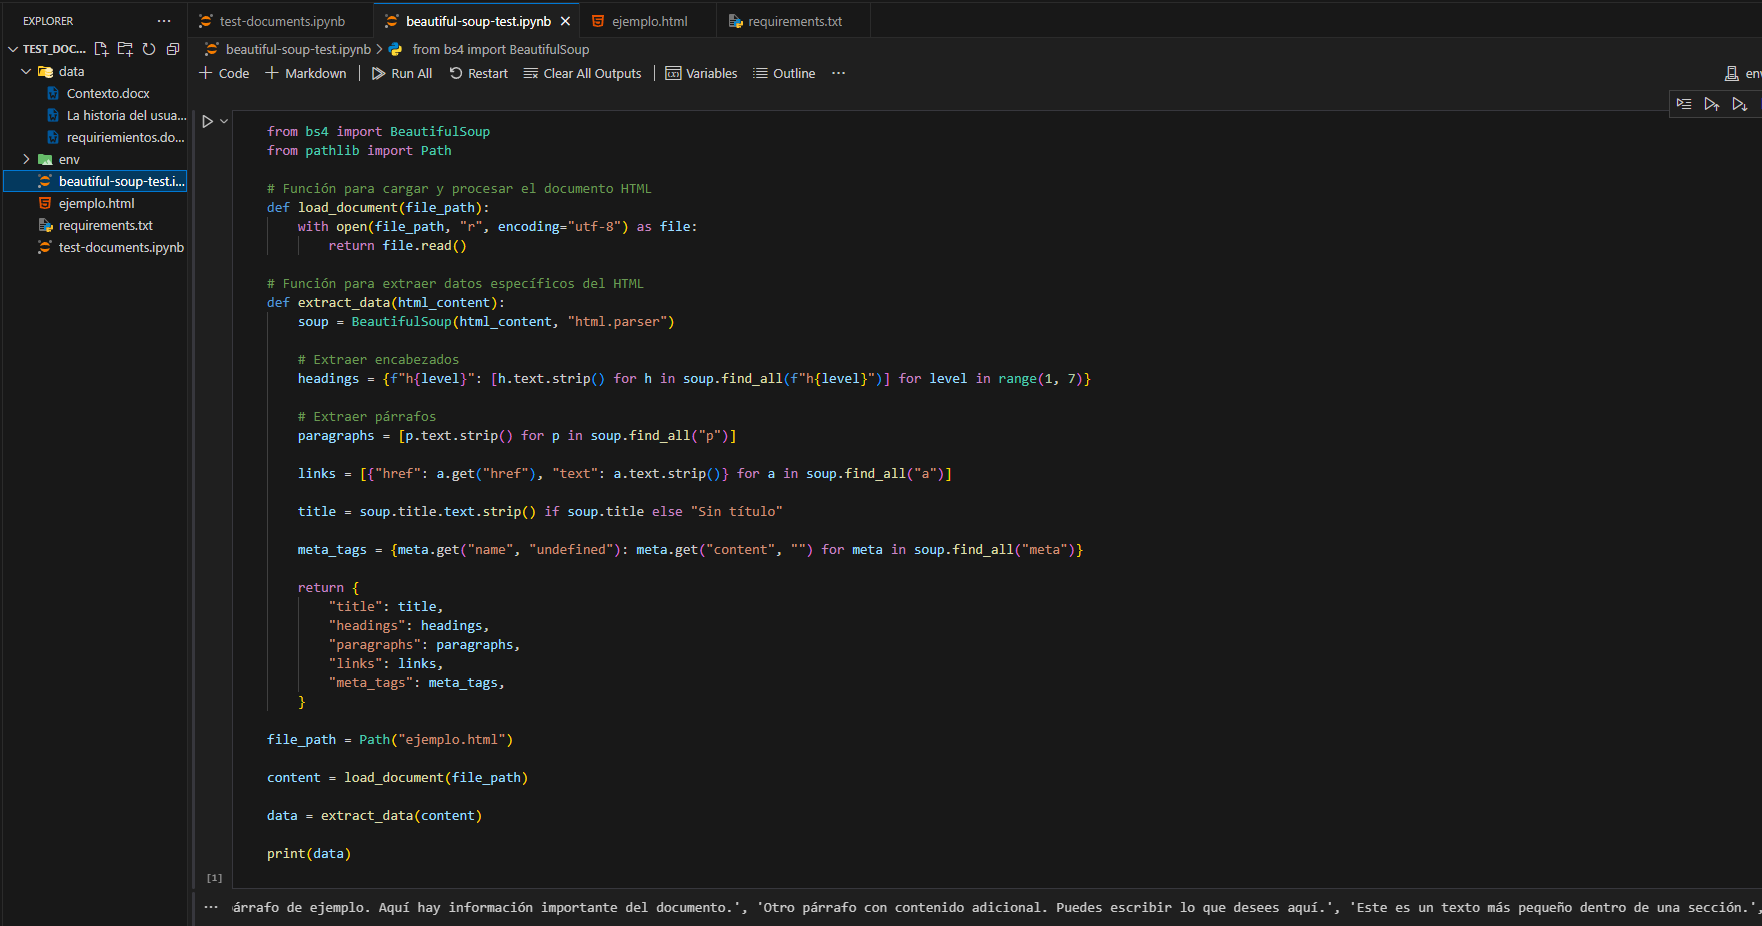 EXPLORER
TEST_DOC...
data
Contexto.docx
La historia del usua...
requiriemientos.do...
env
beautiful-soup-test.i...
ejemplo.html
requirements.txt
test-documents.ipynb
test-documents.ipynb
beautiful-soup-test.ipynb
ejemplo.html
requirements.txt
beautiful-soup-test.ipynb > from bs4 import BeautifulSoup
+ Code + Markdown | Run All Restart Clear All Outputs | Variables Outline ...
env
from bs4 import BeautifulSoup
from pathlib import Path
# Función para cargar y procesar el documento HTML
def load_document(file_path):
    with open(file_path, "r", encoding="utf-8") as file:
        return file.read()
# Función para extraer datos específicos del HTML
def extract_data(html_content):
    soup = BeautifulSoup(html_content, "html.parser")
    # Extraer encabezados
    headings = {f"h{level}": [h.text.strip() for h in soup.find_all(f"h{level}")] for level in range(1, 7)}
    # Extraer párrafos
    paragraphs = [p.text.strip() for p in soup.find_all("p")]
    links = [{"href": a.get("href"), "text": a.text.strip()} for a in soup.find_all("a")]
    title = soup.title.text.strip() if soup.title else "Sin título"
    meta_tags = {meta.get("name", "undefined"): meta.get("content", "") for meta in soup.find_all("meta")}
    return {
        "title": title,
        "headings": headings,
        "paragraphs": paragraphs,
        "links": links,
        "meta_tags": meta_tags,
    }
file_path = Path("ejemplo.html")
content = load_document(file_path)
data = extract_data(content)
print(data)
[1]
... árrafo de ejemplo. Aquí hay información importante del documento.', 'Otro párrafo con contenido adicional. Puedes escribir lo que desees aquí.', 'Este es un texto más pequeño dentro de una sección.',